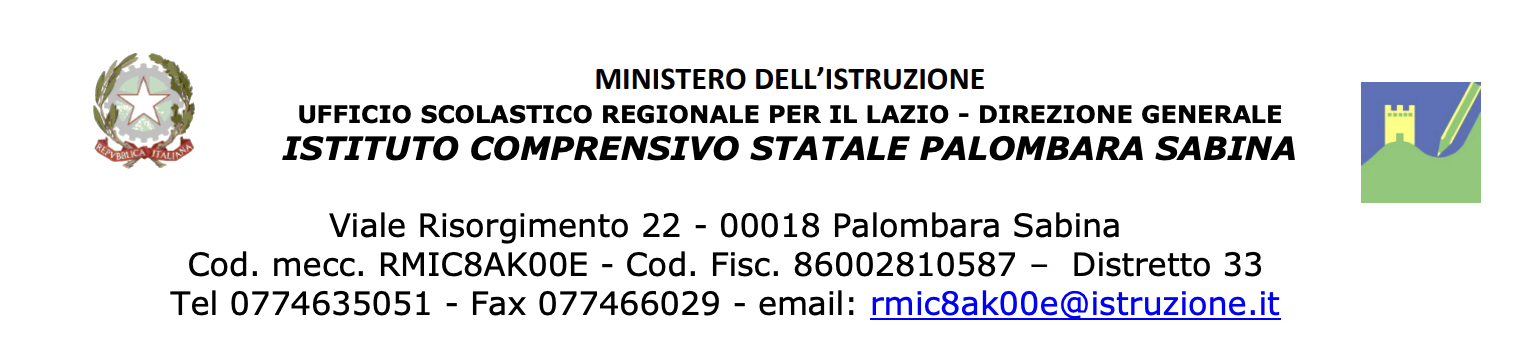 MINISTERO DELL’ISTRUZIONE
UFFICIO SCOLASTICO REGIONALE PER IL LAZIO - DIREZIONE GENERALE
ISTITUTO COMPRENSIVO STATALE PALOMBARA SABINA
REPVBBLICA ITALIANA
Viale Risorgimento 22 - 00018 Palombara Sabina
Cod. mecc. RMIC8AK00E - Cod. Fisc. 86002810587 – Distretto 33
Tel 0774635051 - Fax 077466029 - email: rmic8ak00e@istruzione.it